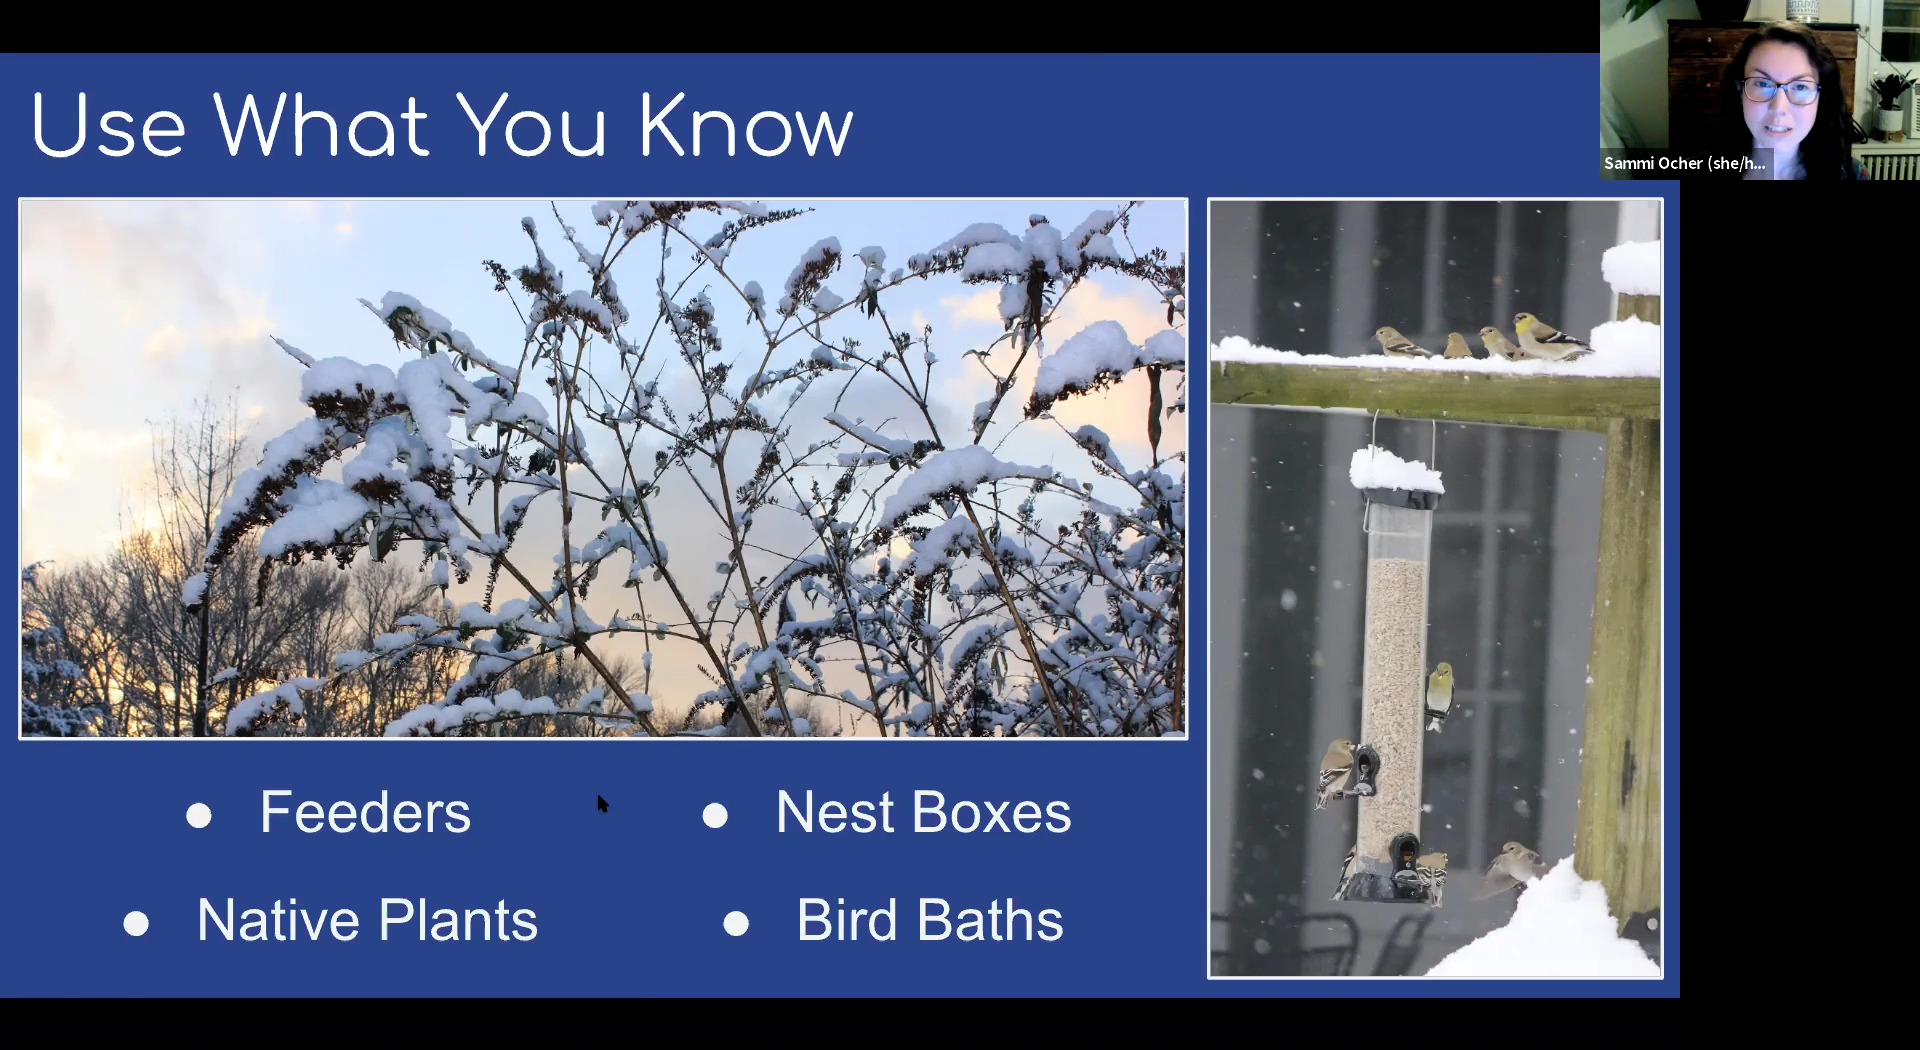 Use What You Know
Sammi Ocher (she/h...
● Feeders
● Nest Boxes
● Native Plants
● Bird Baths